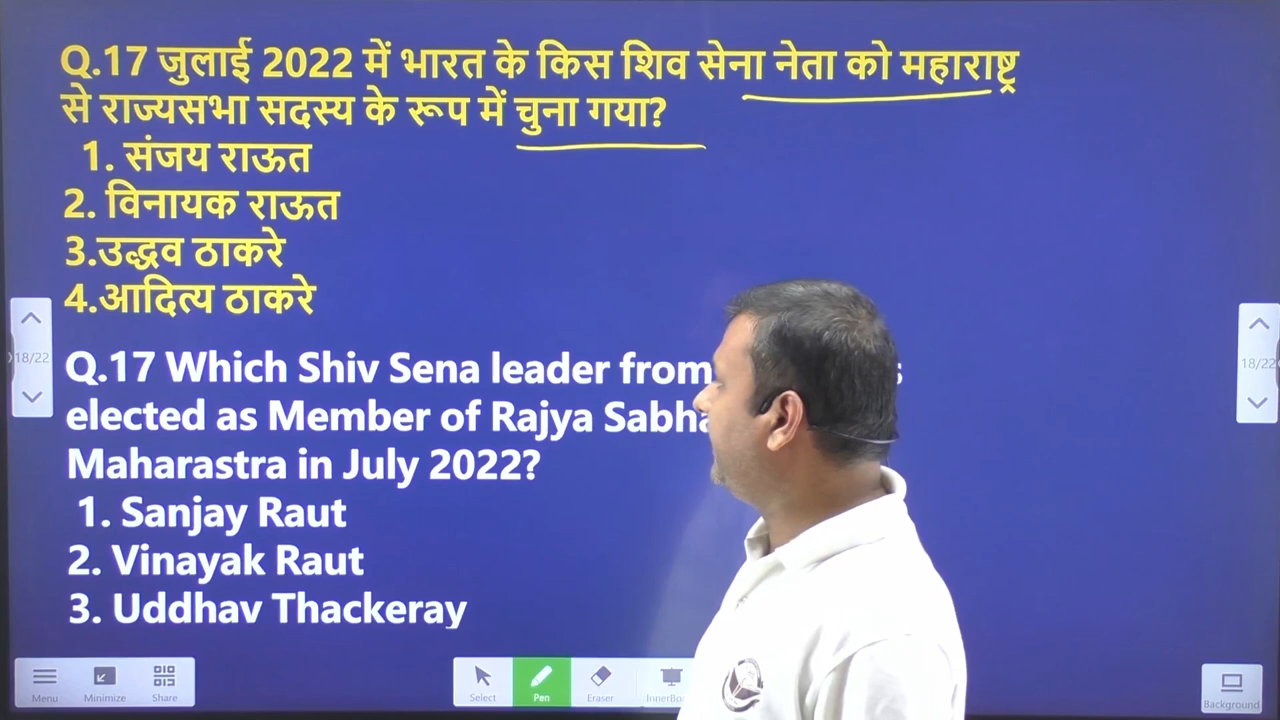 Q.17 जुलाई 2022 में भारत के किस शिव सेना नेता को महाराष्ट्र
से राज्यसभा सदस्य के रूप में चुना गया?
1. संजय राऊत
2. विनायक राऊत
3.उद्धव ठाकरे
4.आदित्य ठाकरे
Q.17 Which Shiv Sena leader from
elected as Member of Rajya Sabha
Maharastra in July 2022?
1. Sanjay Raut
2. Vinayak Raut
3. Uddhav Thackeray
18/22
18/22
Menu
Minimize
Share
Select
Pen
Eraser
Background